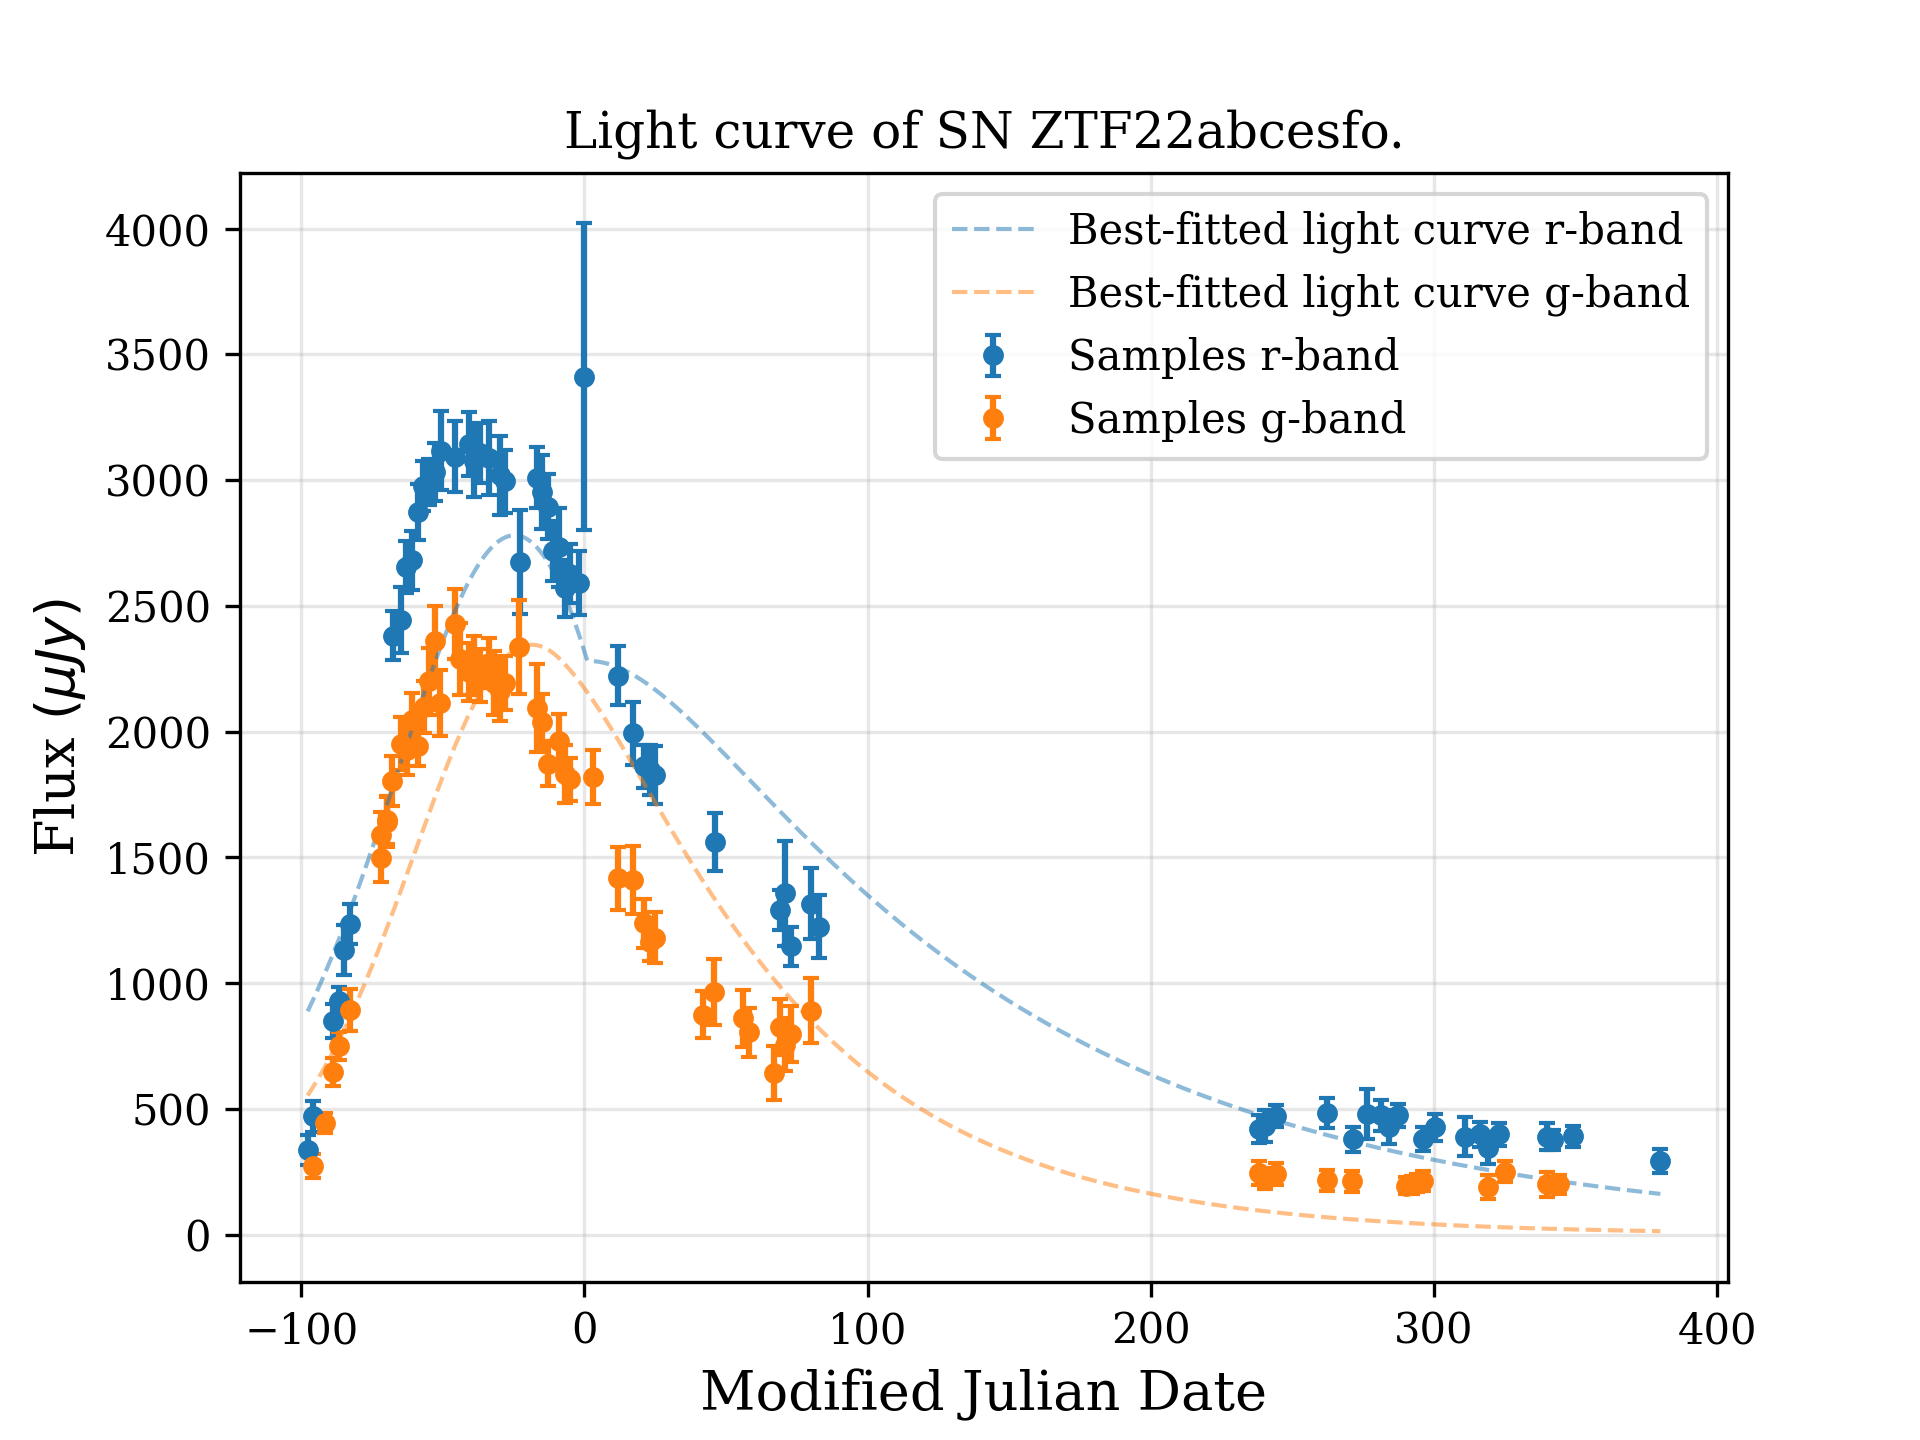 Light curve of SN ZTF22abcesfo.
4000
3500
3000
2500
2000
1500
1000
500
0
Flux (μJy)
Best-fitted light curve r-band
Best-fitted light curve g-band
Samples r-band
Samples g-band
−100 0 100 200 300 400
Modified Julian Date